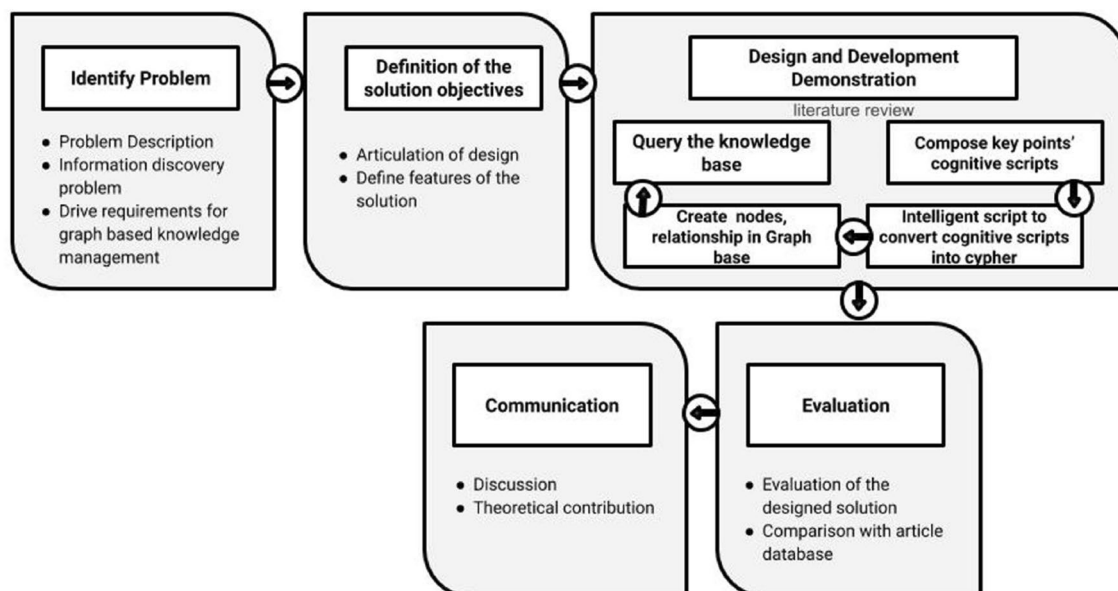 Identify Problem
● Problem Description
● Information discovery
problem
● Drive requirements for
graph based knowledge
management
Definition of the
solution objectives
● Articulation of design
● Define features of the
solution
Design and Development
Demonstration
literature review
Compose key points'
cognitive scripts
Intelligent script to
convert cognitive scripts
into cypher
Create nodes,
relationship in Graph
base
Query the knowledge
base
Evaluation
● Evaluation of the
designed solution
● Comparison with article
database
Communication
● Discussion
● Theoretical contribution